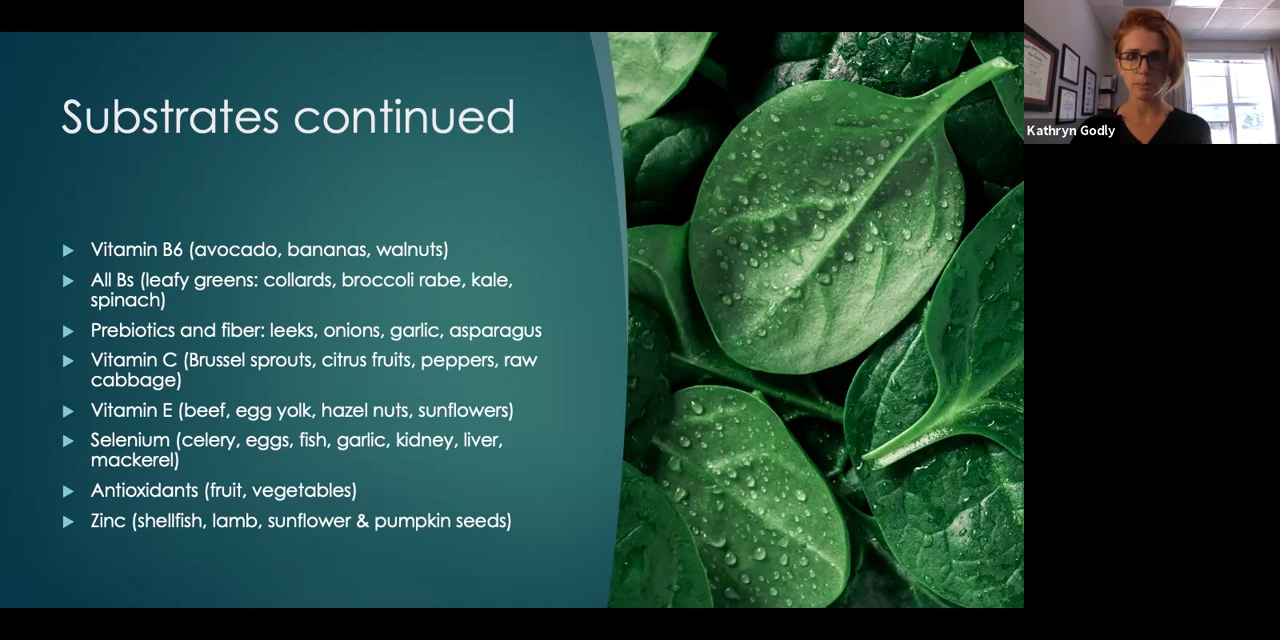 Substrates continued
Vitamin B6 (avocado, bananas, walnuts)
All Bs (leafy greens: collards, broccoli rabe, kale,
spinach)
Prebiotics and fiber: leeks, onions, garlic, asparagus
Vitamin C (Brussel sprouts, citrus fruits, peppers, raw
cabbage)
Vitamin E (beef, egg yolk, hazel nuts, sunflowers)
Selenium (celery, eggs, fish, garlic, kidney, liver,
mackerel)
Antioxidants (fruit, vegetables)
Zinc (shellfish, lamb, sunflower & pumpkin seeds)
Kathryn Godly